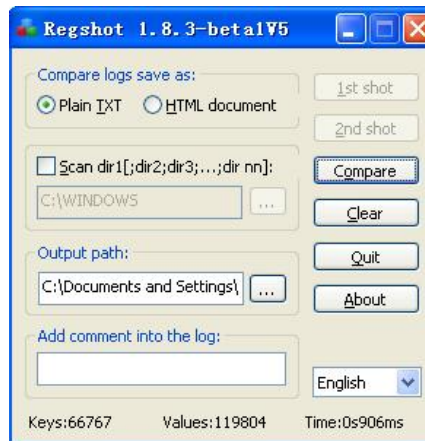 Regshot 1.8.3-beta1V5
Compare logs save as:
Plain TXT
HTML document
1st shot
2nd shot
Scan dir1[;dir2;dir3;...;dir nn]:
C:\WINDOWS
...
Compare
Clear
Output path:
C:\Documents and Settings\
...
Quit
About
Add comment into the log:
English
Keys:66767 Values:119804 Time:0s906ms